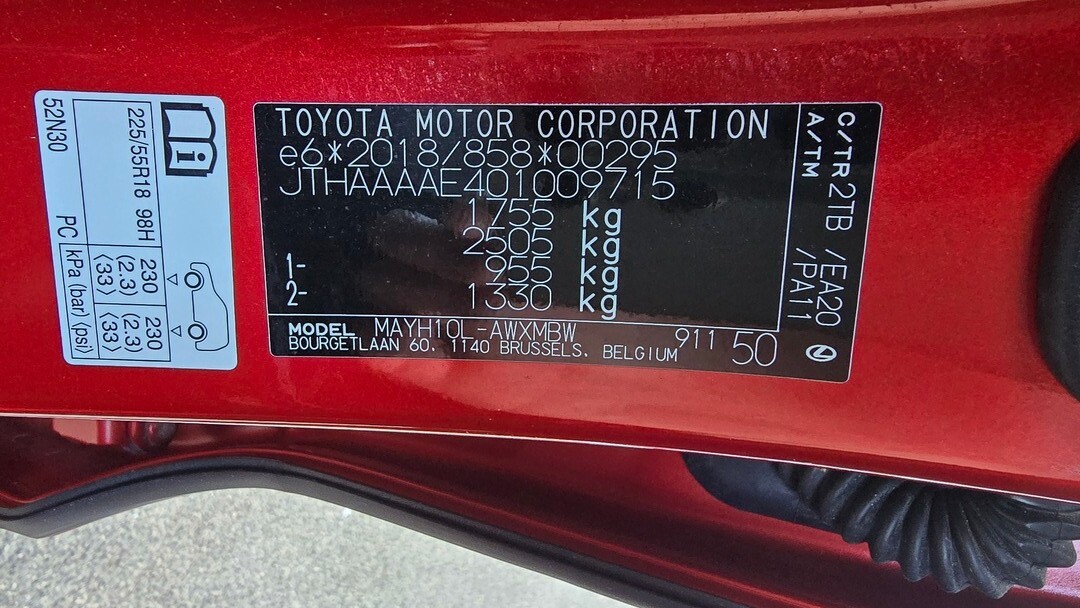 TOYOTA MOTOR CORPORATION
e6*2018/858*00295
JTHAAAAAE401009715
1755 kg
2505 kg
1- 955 kg
2- 1330 kg
MODEL MAYH10L-AWXMBW
BOURGETLAAN 60, 1140 BRUSSELS, BELGIUM
911 50
C/TR 2TB /EA20
A/TM /PA11
i
225/55R18 98H 230 (2.3) ⟨33⟩ 230 (2.3) ⟨33⟩
52N30 PC kPa (bar) ⟨psi⟩